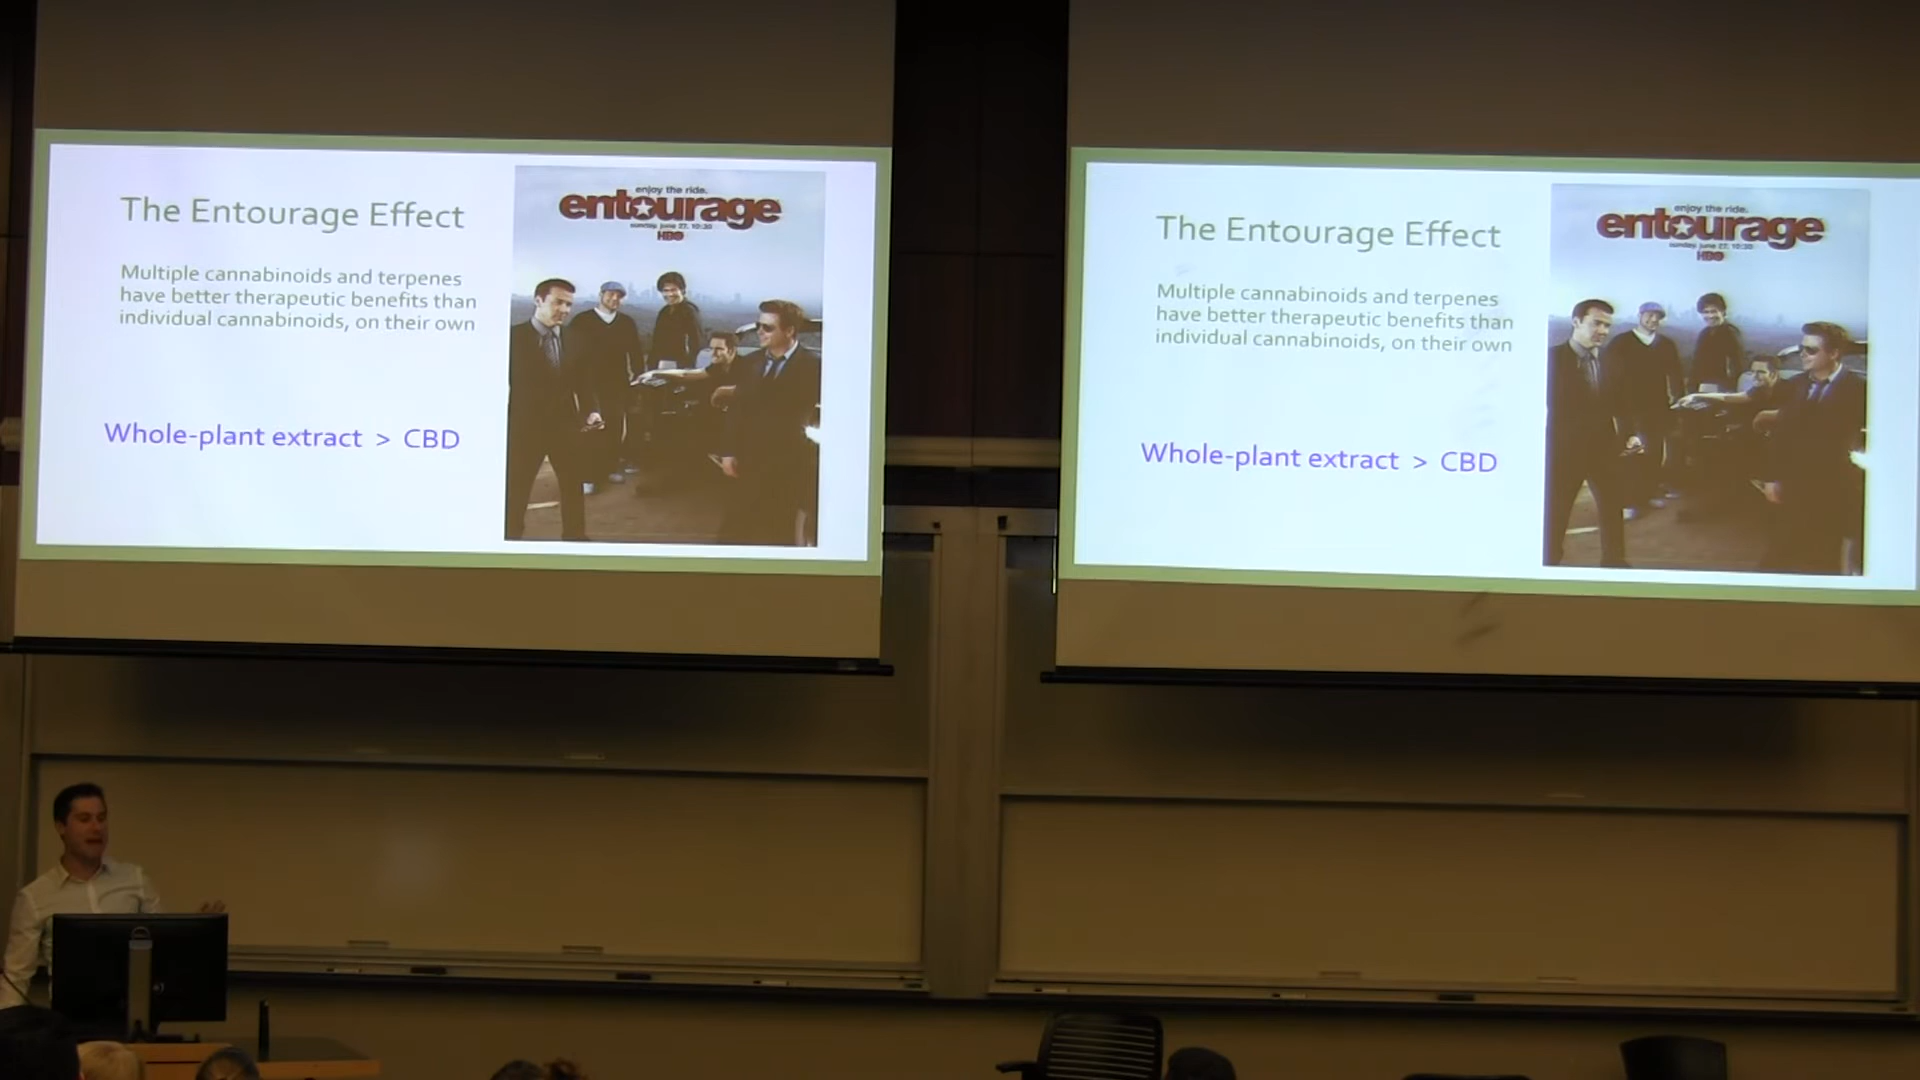 The Entourage Effect
Multiple cannabinoids and terpenes
have better therapeutic benefits than
individual cannabinoids, on their own
Whole-plant extract > CBD
enjoy the ride.
entourage
sunday, june 27, 10:30
HBO
The Entourage Effect
Multiple cannabinoids and terpenes
have better therapeutic benefits than
individual cannabinoids, on their own
Whole-plant extract > CBD
enjoy the ride.
entourage
sunday, june 27, 10:30
HBO